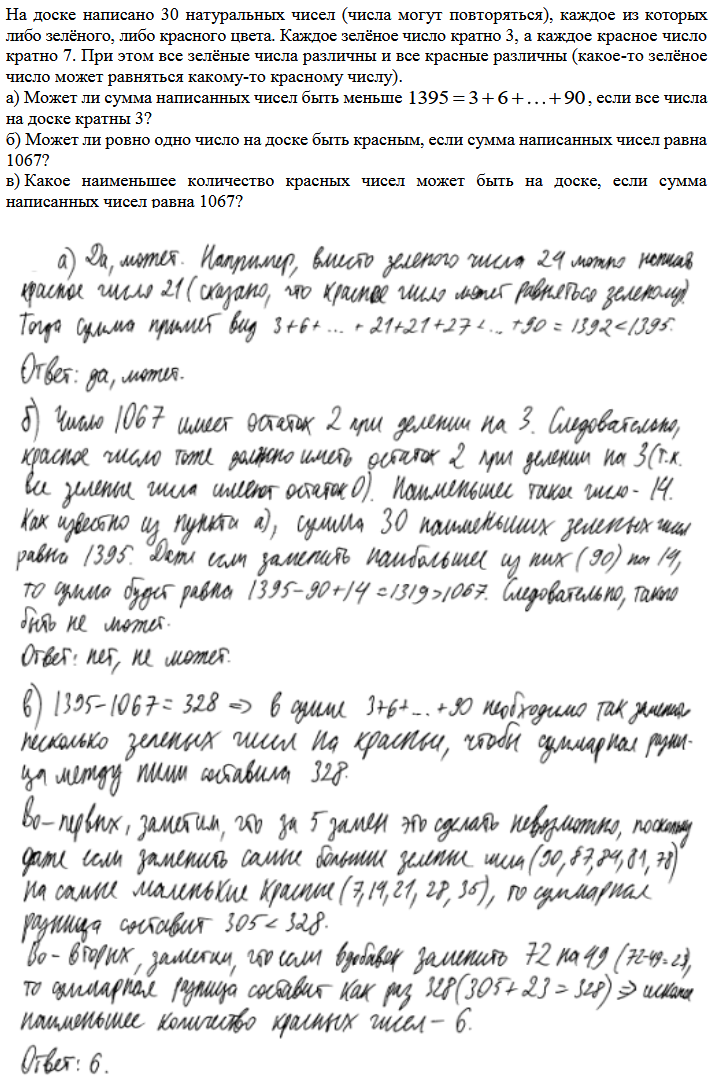 На доске написано 30 натуральных чисел (числа могут повторяться), каждое из которых
либо зелёного, либо красного цвета. Каждое зелёное число кратно 3, а каждое красное число
кратно 7. При этом все зелёные числа различны и все красные различны (какое-то зелёное
число может равняться какому-то красному числу).
а) Может ли сумма написанных чисел быть меньше 1395 = 3 + 6 + … + 90, если все числа
на доске кратны 3?
б) Может ли ровно одно число на доске быть красным, если сумма написанных чисел равна
1067?
в) Какое наименьшее количество красных чисел может быть на доске, если сумма
написанных чисел равна 1067?
а) Да, может. Например, вместо зеленого числа 24 можно написать
красное число 21 (сказано, что красное число может равняться зеленому).
Тогда сумма примет вид 3+6+...+21+21+27+...+90 = 1392 < 1395.
Ответ: да, может.
б) Число 1067 имеет остаток 2 при делении на 3. Следовательно,
красное число тоже должно иметь остаток 2 при делении на 3 (т.к.
все зеленые числа имеют остаток 0). Наименьшее такое число - 14.
Как известно из пункта а), сумма 30 наименьших зеленых чисел
равна 1395. Даже если заменить наибольшее из них (90) на 14,
то сумма будет равна 1395-90+14=1319>1067. Следовательно, такого
быть не может.
Ответ: нет, не может.
в) 1395-1067=328 => в сумме 3+6+...+90 необходимо так заменить
несколько зеленых чисел на красные, чтобы суммарная разни-
ца между ними составила 328.
Во-первых, заметим, что за 5 замен это сделать невозможно, поскольку
даже если заменить самые большие зеленые числа (90, 87, 84, 81, 78)
на самые маленькие красные (7, 14, 21, 28, 35), то суммарная
разница составит 305 < 328.
Во-вторых, заметим, что если вдобавок заменить 72 на 49 (72-49=23),
то суммарная разница составит как раз 328 (305+23=328) => искомое
наименьшее количество красных чисел - 6.
Ответ: 6.